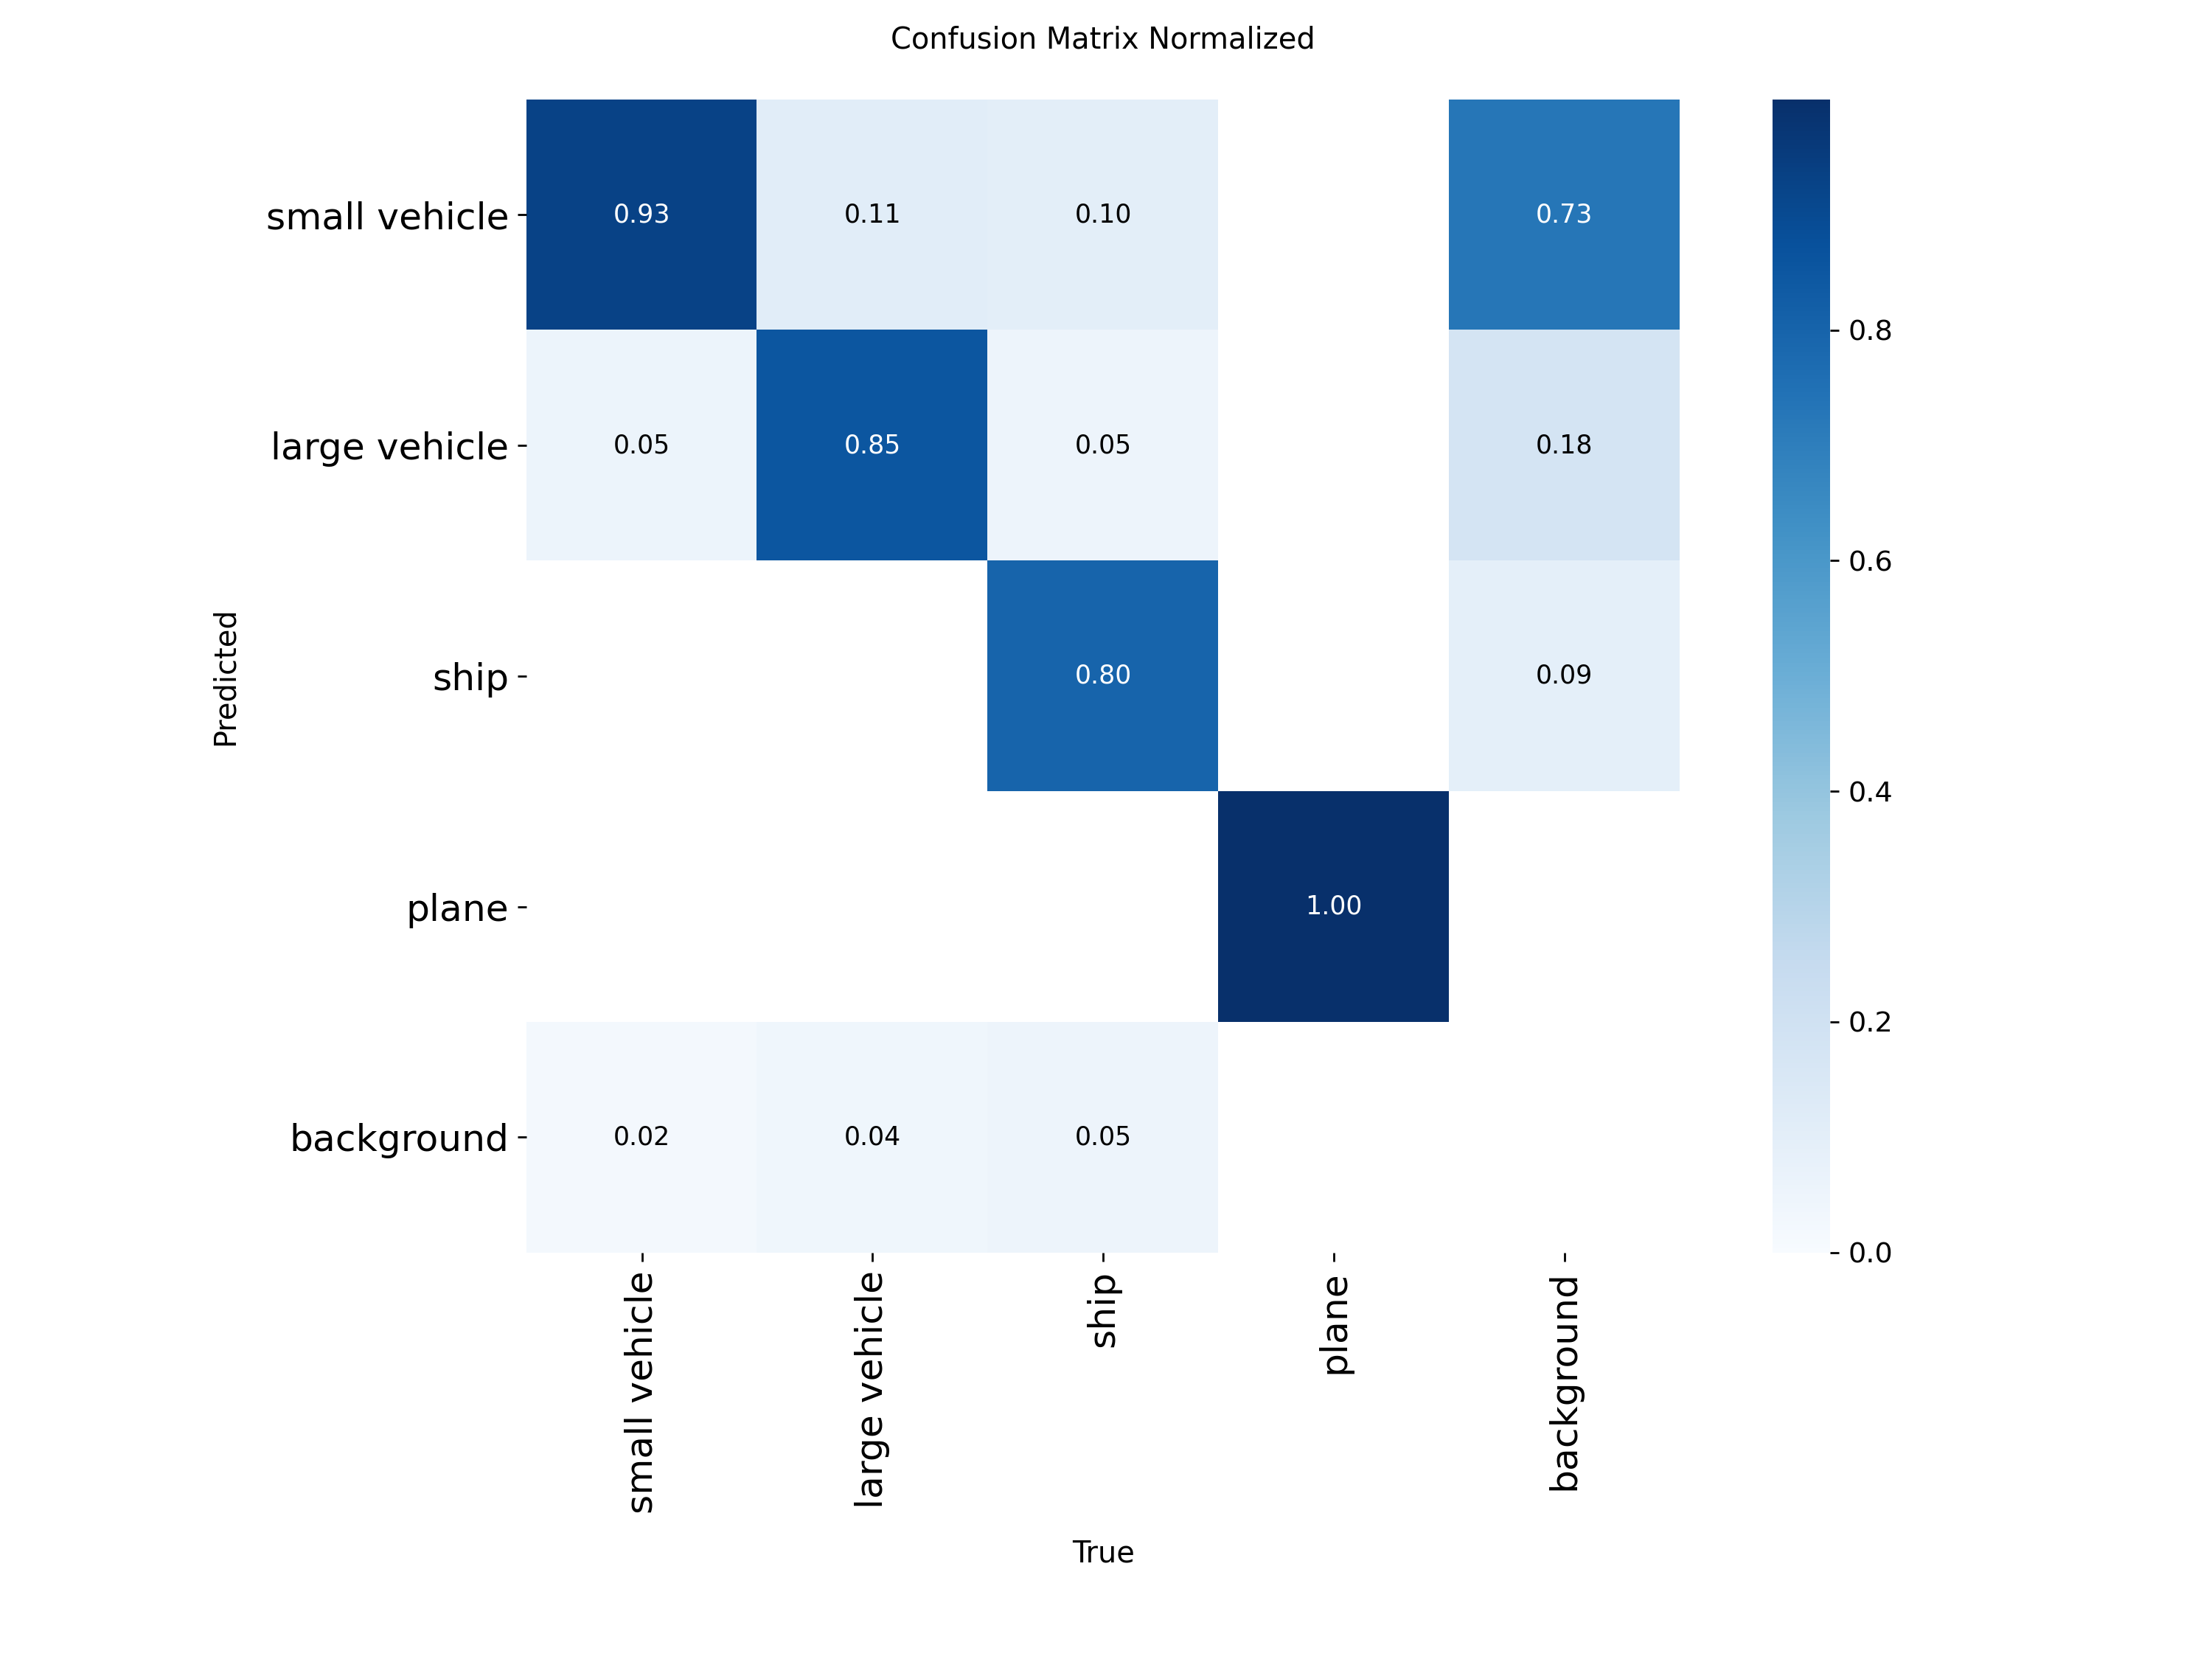 Confusion Matrix Normalized
small vehicle
0.93
0.11
0.10
0.73
large vehicle
0.05
0.85
0.05
0.18
ship
0.80
0.09
plane
1.00
background
0.02
0.04
0.05
Predicted
small vehicle
large vehicle
ship
plane
background
True
0.8
0.6
0.4
0.2
0.0